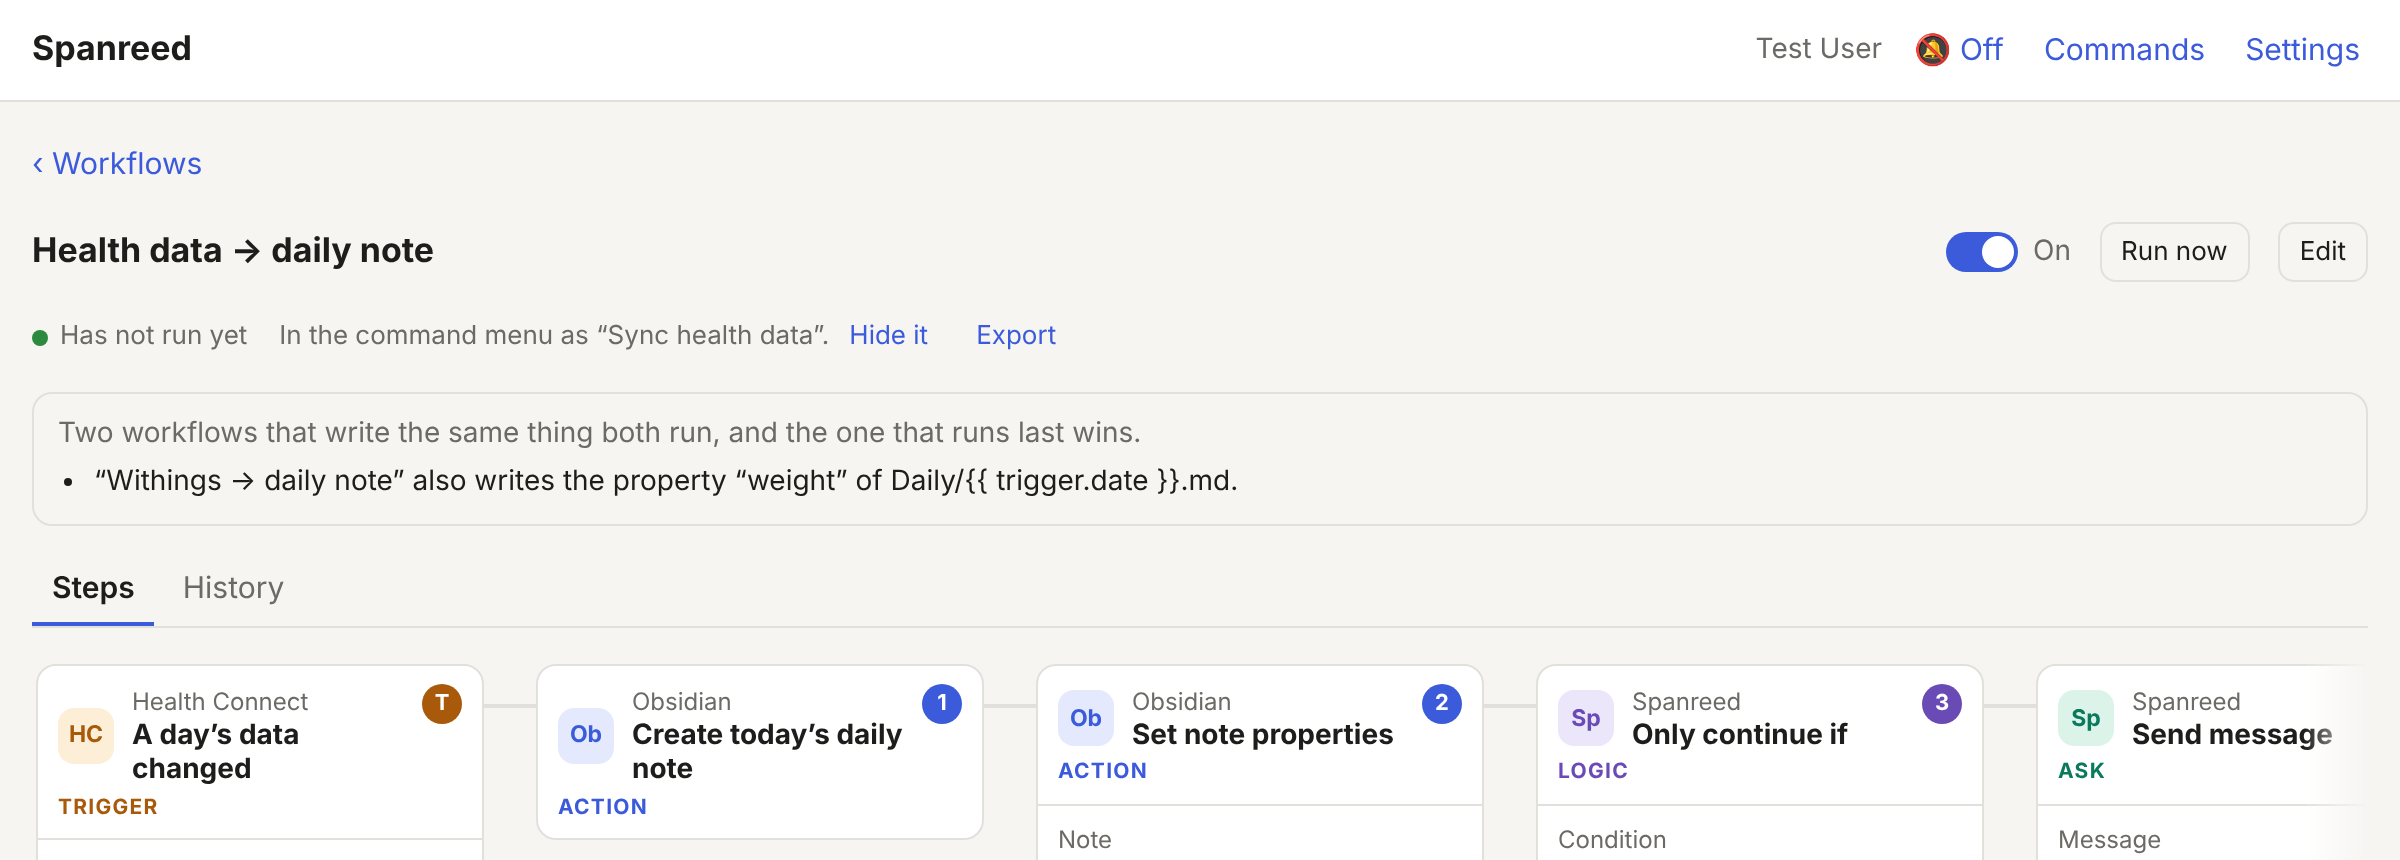 Spanreed
Test User
Off
Commands
Settings
‹ Workflows
Health data → daily note
On
Run now
Edit
Has not run yet
In the command menu as “Sync health data”.
Hide it
Export
Two workflows that write the same thing both run, and the one that runs last wins.
• “Withings → daily note” also writes the property “weight” of Daily/{{ trigger.date }}.md.
Steps
History
HC
Health Connect
A day’s data
changed
T
TRIGGER
Ob
Obsidian
Create today’s daily
note
1
ACTION
Ob
Obsidian
Set note properties
2
ACTION
Note
Sp
Spanreed
Only continue if
3
LOGIC
Condition
Sp
Spanreed
Send message
ASK
Message